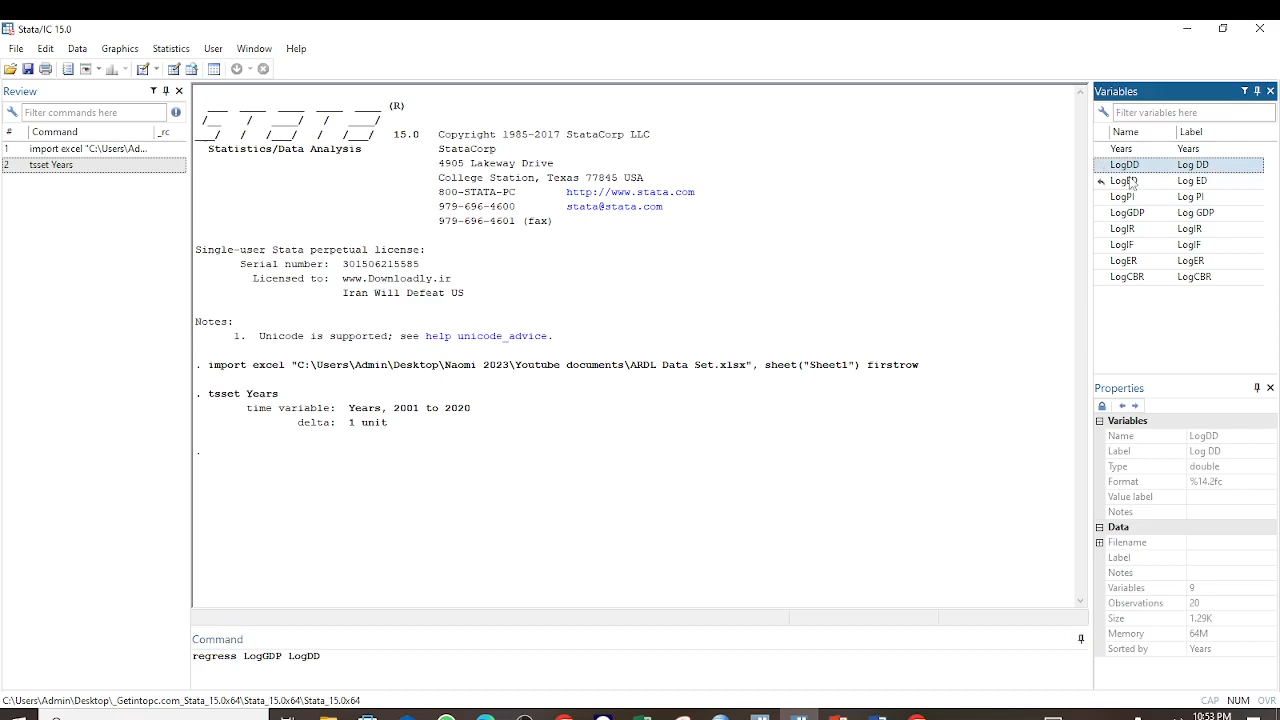 Stata/IC 15.0
File Edit Data Graphics Statistics User Window Help
Review
Filter commands here
# Command _rc
1 import excel "C:\Users\Ad...
2 tsset Years
(R)
15.0 Copyright 1985-2017 StataCorp LLC
Statistics/Data Analysis StataCorp
4905 Lakeway Drive
College Station, Texas 77845 USA
800-STATA-PC http://www.stata.com
979-696-4600 stata@stata.com
979-696-4601 (fax)
Single-user Stata perpetual license:
Serial number: 301506215585
Licensed to: www.Downloadly.ir
Iran Will Defeat US
Notes:
1. Unicode is supported; see help unicode_advice.
. import excel "C:\Users\Admin\Desktop\Naomi 2023\Youtube documents\ARDL Data Set.xlsx", sheet("Sheet1") firstrow
. tsset Years
time variable: Years, 2001 to 2020
delta: 1 unit
.
Command
regress LogGDP LogDD
Variables
Filter variables here
Name Label
Years Years
LogDD Log DD
LogED Log ED
LogPI Log PI
LogGDP Log GDP
LogIR LogIR
LogIF LogIF
LogER LogER
LogCBR LogCBR
Properties
Variables
Name LogDD
Label Log DD
Type double
Format %14.2fc
Value label
Notes
Data
Filename
Label
Notes
Variables 9
Observations 20
Size 1.29K
Memory 64M
Sorted by Years
C:\Users\Admin\Desktop\_Getintopc.com_Stata_15.0x64\Stata_15.0x64\Stata_15.0x64
CAP NUM OVR
10:53 PM